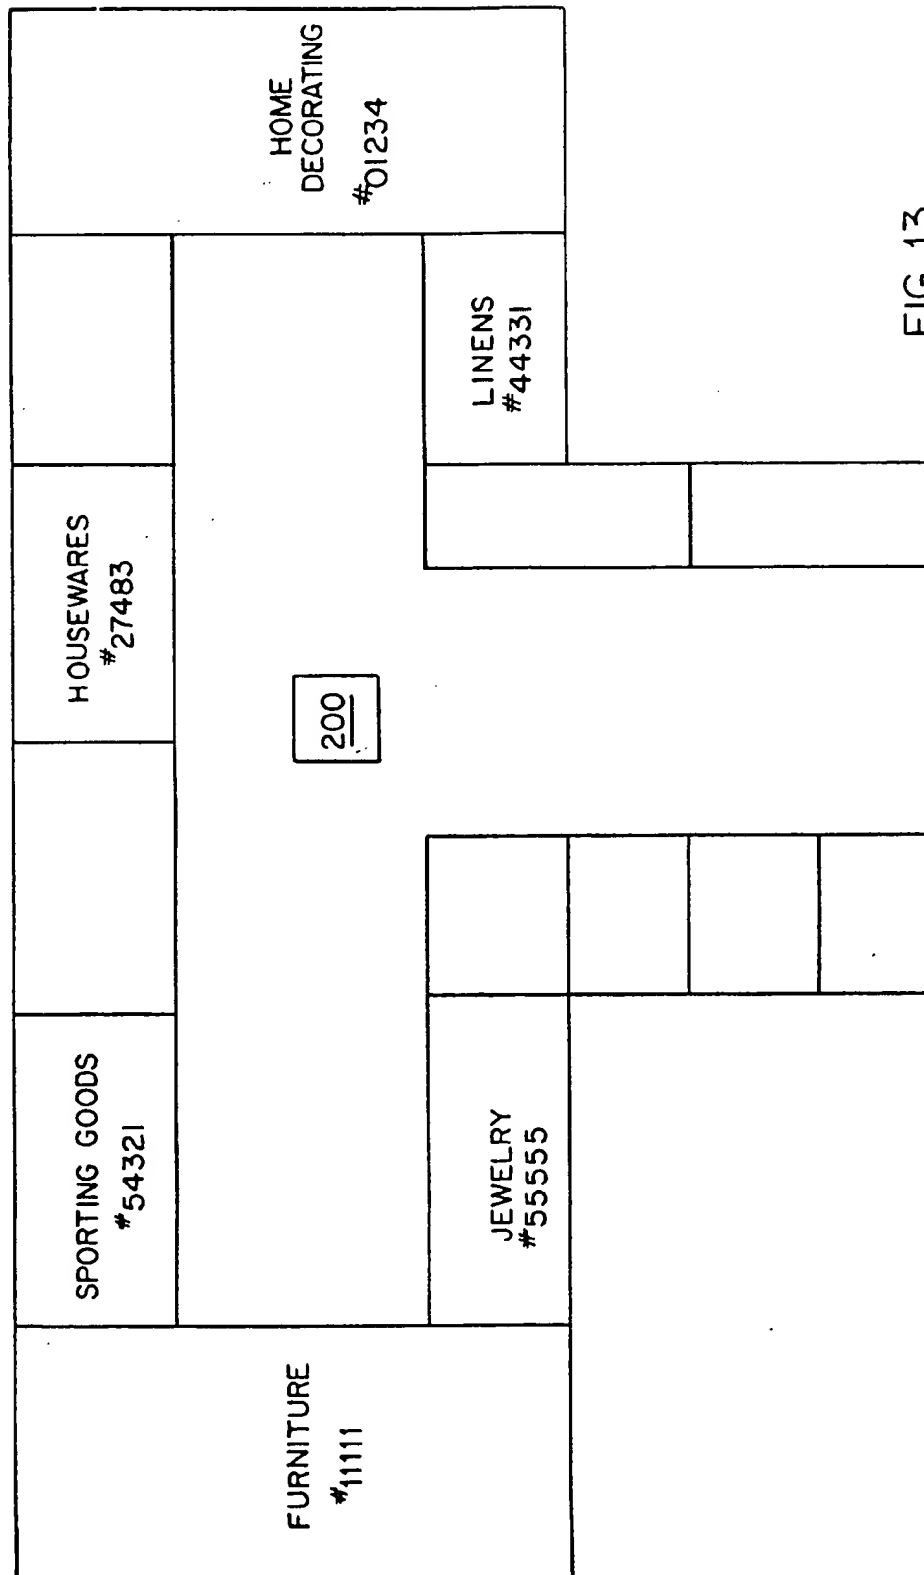 SPORTING GOODS
#54321
HOUSEWARES
#27483
FURNITURE
#11111
200
HOME
DECORATING
#01234
JEWELRY
#55555
LINENS
#44331
FIG. 13